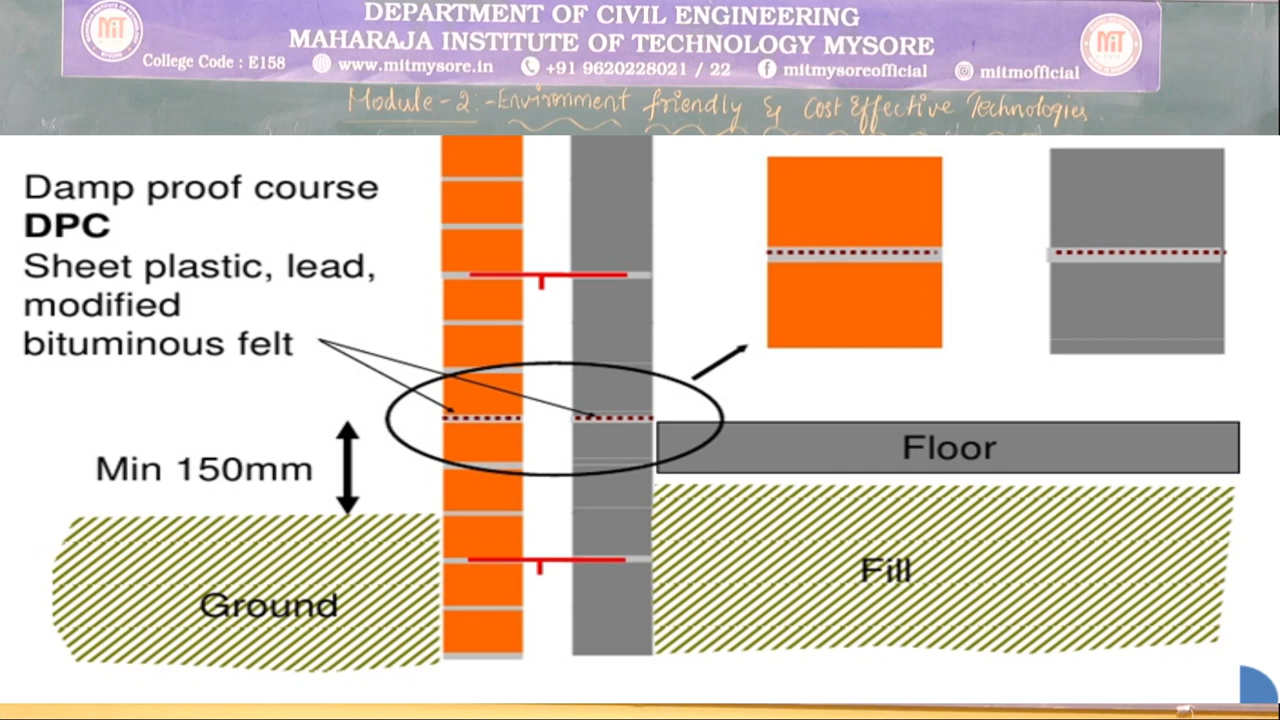 DEPARTMENT OF CIVIL ENGINEERING
MAHARAJA INSTITUTE OF TECHNOLOGY MYSORE
College Code : E158 www.mitmysore.in +91 9620228021 / 22 mitmysoreofficial mitmofficial
Module-2:-Environment friendly & Cost Effective Technologies
Damp proof course
DPC
Sheet plastic, lead,
modified
bituminous felt
Min 150mm
Floor
Fill
Ground
MiT
MiT